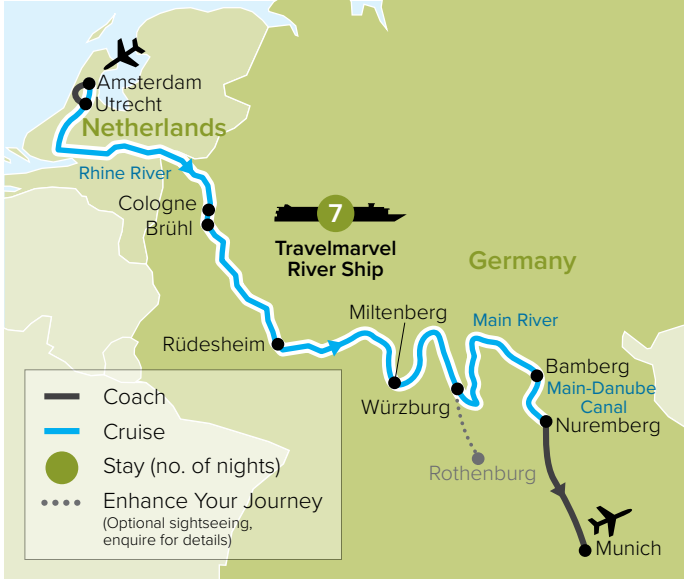 Amsterdam
Utrecht
Netherlands
Rhine River
Cologne
Brühl
7
Travelmarvel
River Ship
Germany
Miltenberg
Main River
Rüdesheim
Bamberg
Würzburg
Main-Danube
Canal
Nuremberg
Rothenburg
Munich
Coach
Cruise
Stay (no. of nights)
Enhance Your Journey
(Optional sightseeing,
enquire for details)